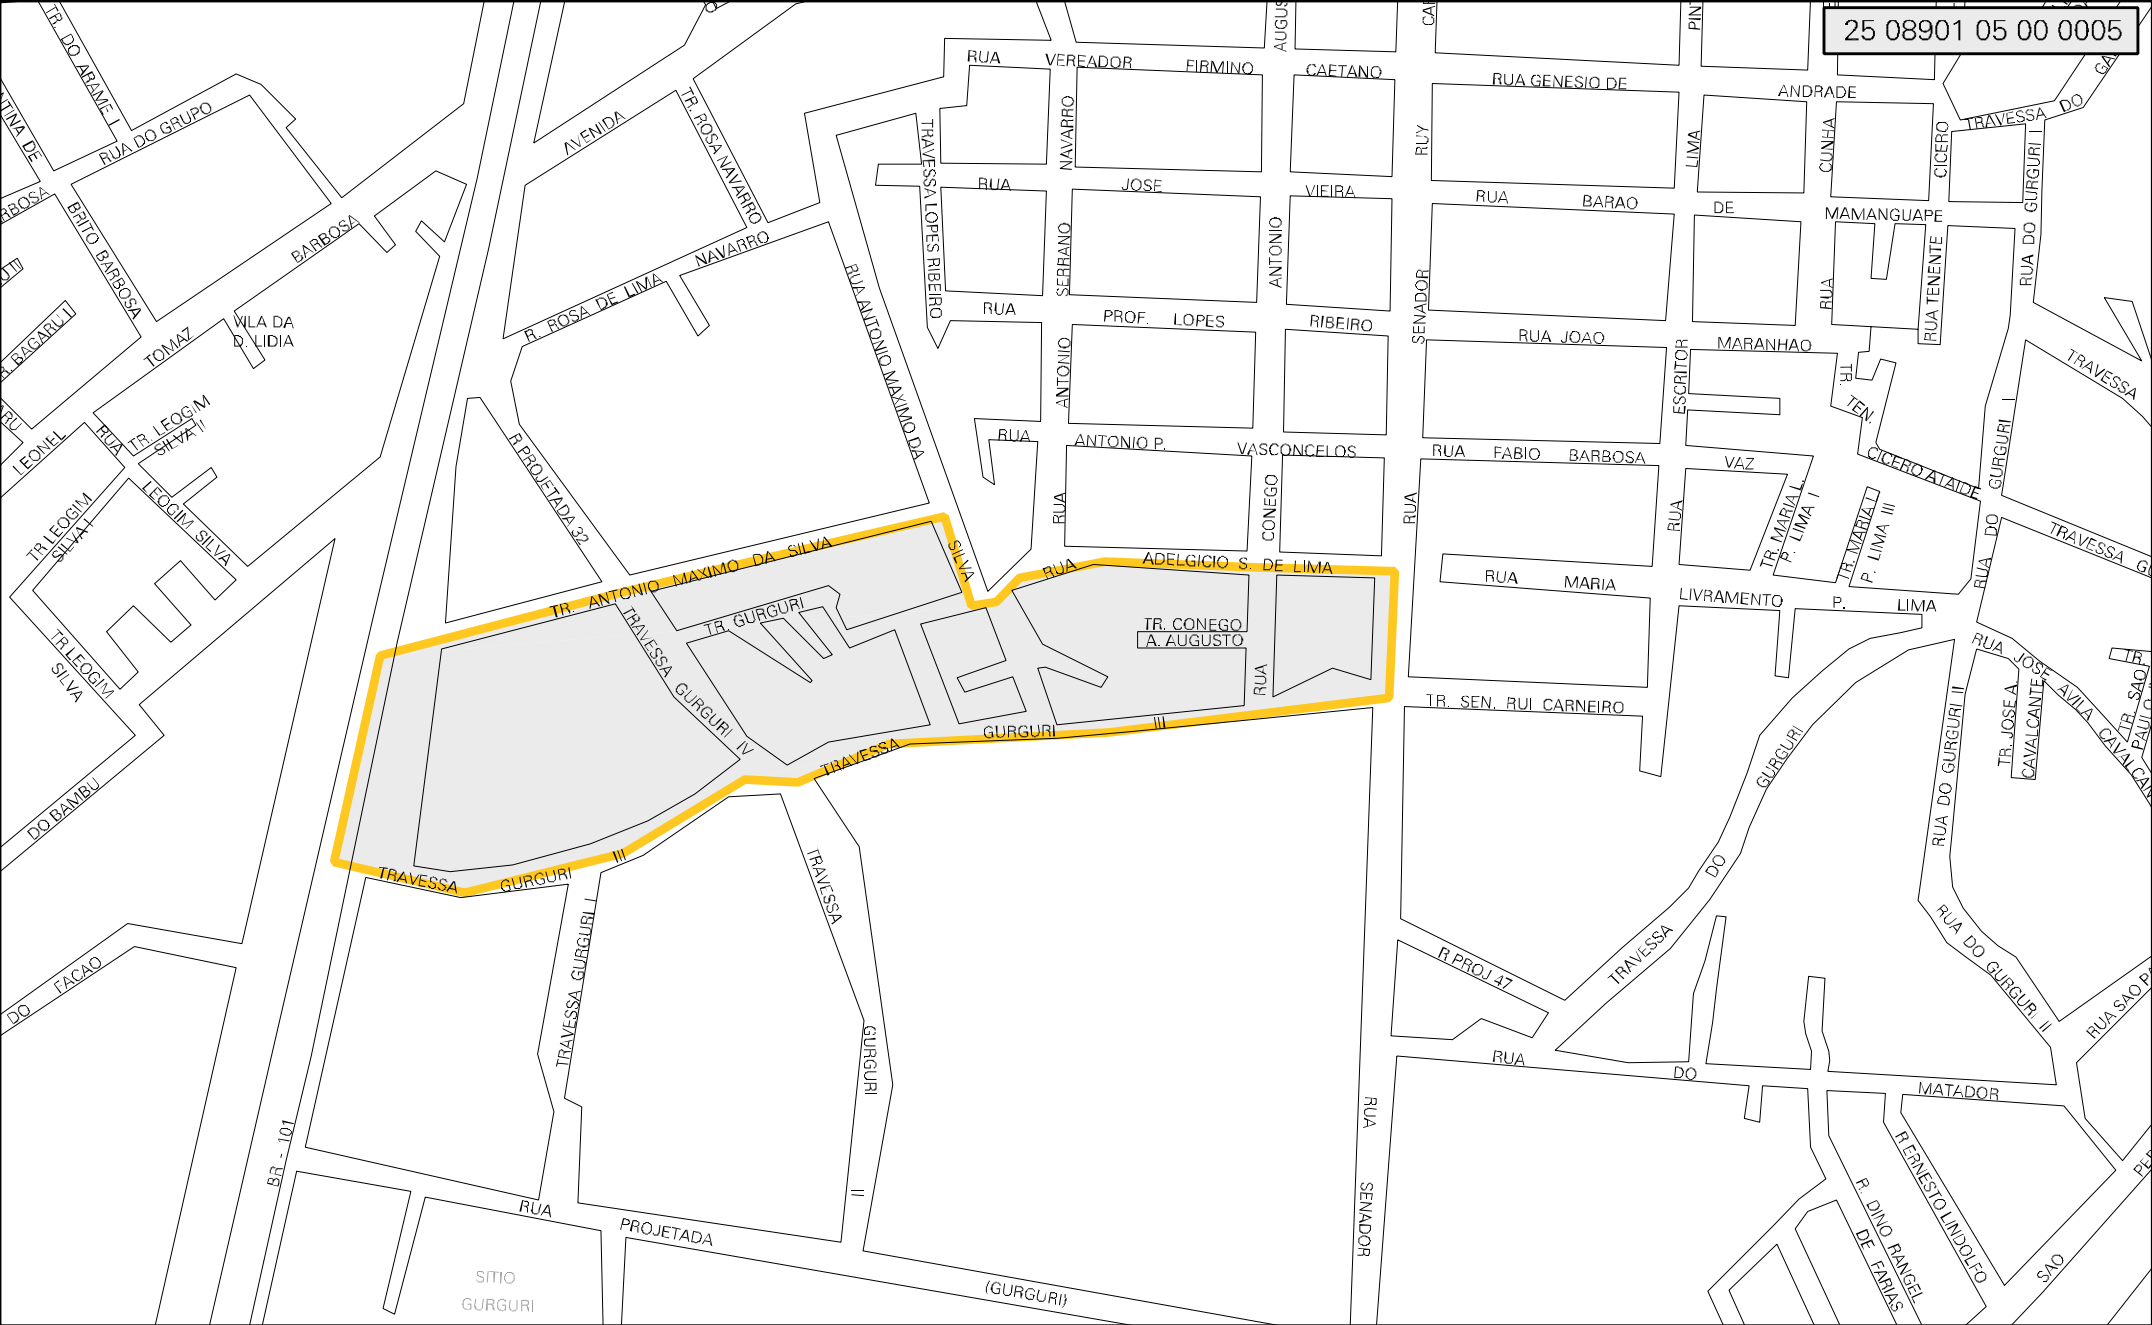 25 08901 05 00 0005
TR. DO ARAME I
RUA DO GRUPO
AVENIDA
TR. ROSA NAVARRO
RUA VEREADOR FIRMINO CAETANO
RUA GENESIO DE ANDRADE
TRAVESSA DO
TRAVESSA LOPES RIBEIRO
NAVARRO
RUY
LIMA
CUNHA
CICERO
RUA DO GURGURI I
RUA JOSE VIEIRA
RUA BARAO DE MAMANGUAPE
BRITO BARBOSA
BARBOSA
NAVARRO
R. ROSA DE LIMA
RUA ANTONIO MAXIMO DA
SERRANO
ANTONIO
SENADOR
RUA
RUA TENENTE
RUA PROF. LOPES RIBEIRO
RUA JOAO MARANHAO
VILA DA
D. LIDIA
TOMAZ
R. BAGARU I
ANTONIO
ESCRITOR
TR.
TEN.
CICERO ATAIDE
TRAVESSA
GURGURI I
LEONEL
RUA
TR. LEOGIM
SILVA II
LEOGIM SILVA
TR LEOGIM
SILVA I
TR LEOGIM
SILVA
R PROJETADA 32
RUA ANTONIO P. VASCONCELOS
RUA FABIO BARBOSA VAZ
RUA
CONEGO
RUA
RUA
TR. MARIA L.
P. LIMA I
TR. MARIA I
P. LIMA III
RUA DO
TRAVESSA
TR. ANTONIO MAXIMO DA SILVA
SILVA
RUA ADELGICIO S. DE LIMA
RUA MARIA LIVRAMENTO P. LIMA
TR. GURGURI
TRAVESSA GURGURI IV
TR. CONEGO
A. AUGUSTO
RUA
TR. SEN. RUI CARNEIRO
RUA JOSE AVILA
TR. JOSE A.
CAVALCANTE
TR. SAO
RUA DO GURGURI II
TRAVESSA GURGURI III
TRAVESSA GURGURI III
DO BAMBU
DO FACAO
TRAVESSA GURGURI I
TRAVESSA GURGURI II
TRAVESSA DO GURGURI
R PROJ 47
RUA DO GURGURI II
RUA DO MATADOR
BR - 101
RUA SENADOR
R ERNESTO LINDOLFO
R. DINO RANGEL
DE FARIAS
SAO
RUA PROJETADA (GURGURI)
SITIO
GURGURI